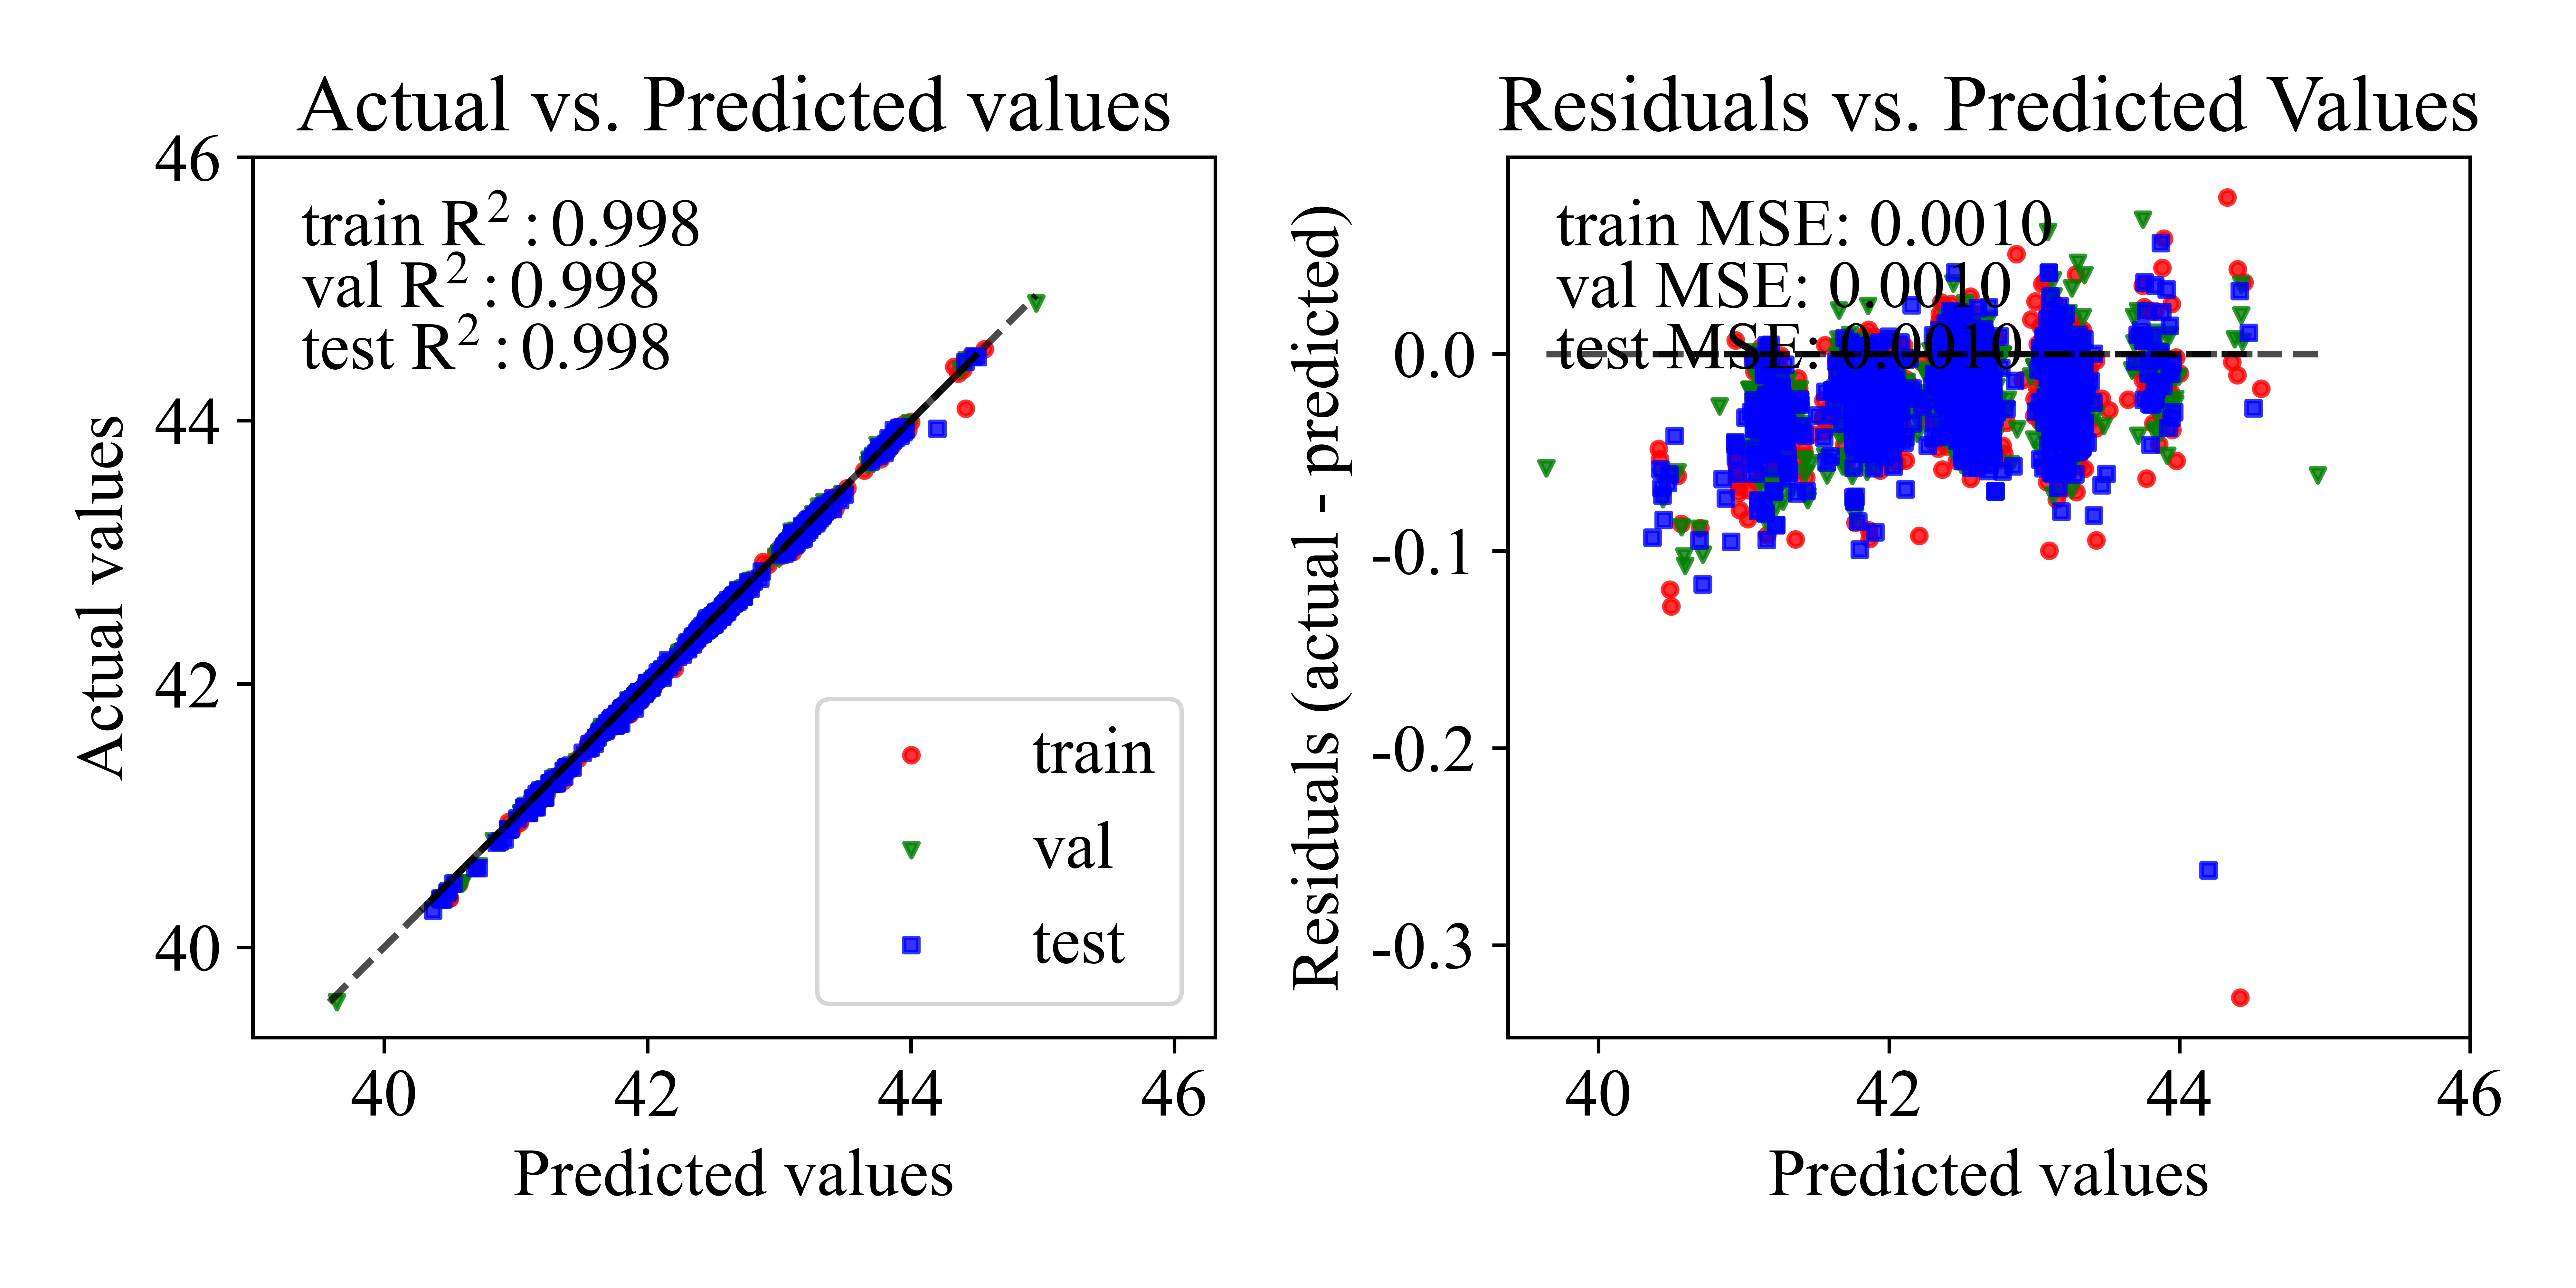 Actual vs. Predicted values
46
44
42
40
Actual values
train R² : 0.998
val R² : 0.998
test R² : 0.998
train
val
test
40 42 44 46
Predicted values
Residuals vs. Predicted Values
0.0
-0.1
-0.2
-0.3
Residuals (actual - predicted)
train MSE: 0.0010
val MSE: 0.0010
test MSE: 0.0010
40 42 44 46
Predicted values